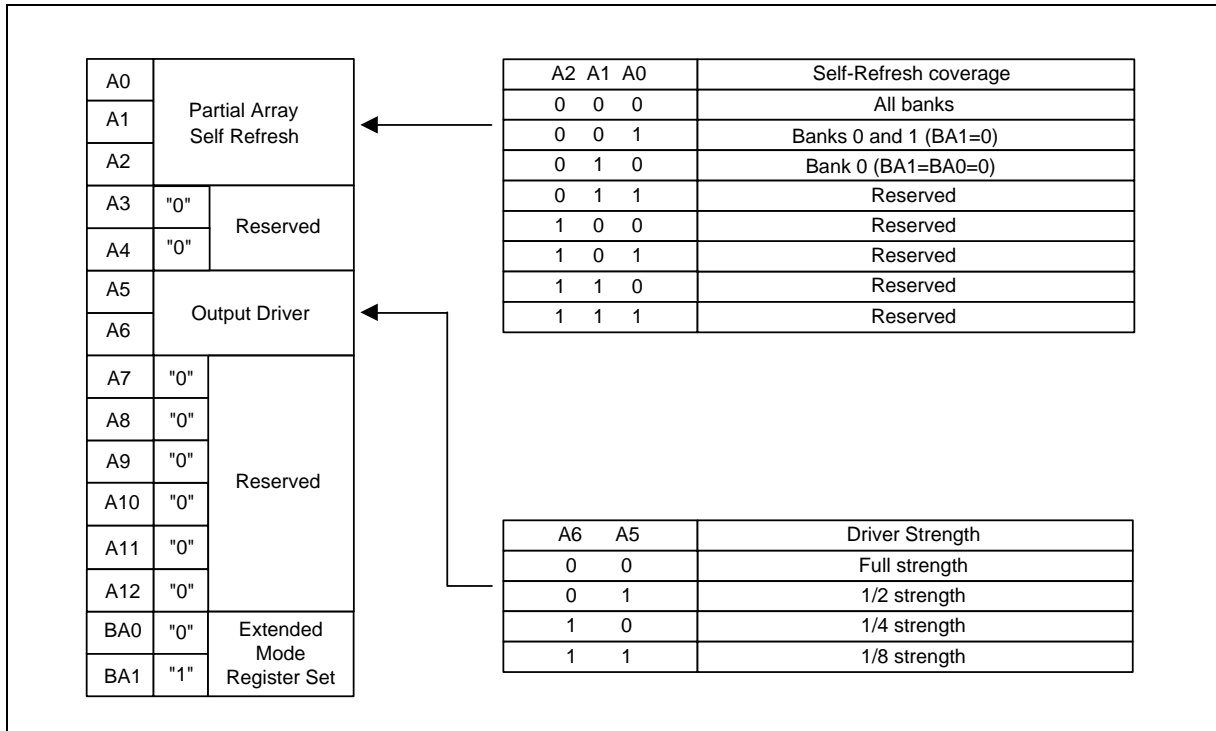 A0
A1
A2
Partial Array
Self Refresh
A3 "0"
A4 "0"
Reserved
A5
A6
Output Driver
A7 "0"
A8 "0"
A9 "0"
A10 "0"
A11 "0"
A12 "0"
Reserved
BA0 "0"
BA1 "1"
Extended
Mode
Register Set
A2 A1 A0 Self-Refresh coverage
0 0 0 All banks
0 0 1 Banks 0 and 1 (BA1=0)
0 1 0 Bank 0 (BA1=BA0=0)
0 1 1 Reserved
1 0 0 Reserved
1 0 1 Reserved
1 1 0 Reserved
1 1 1 Reserved
A6 A5 Driver Strength
0 0 Full strength
0 1 1/2 strength
1 0 1/4 strength
1 1 1/8 strength